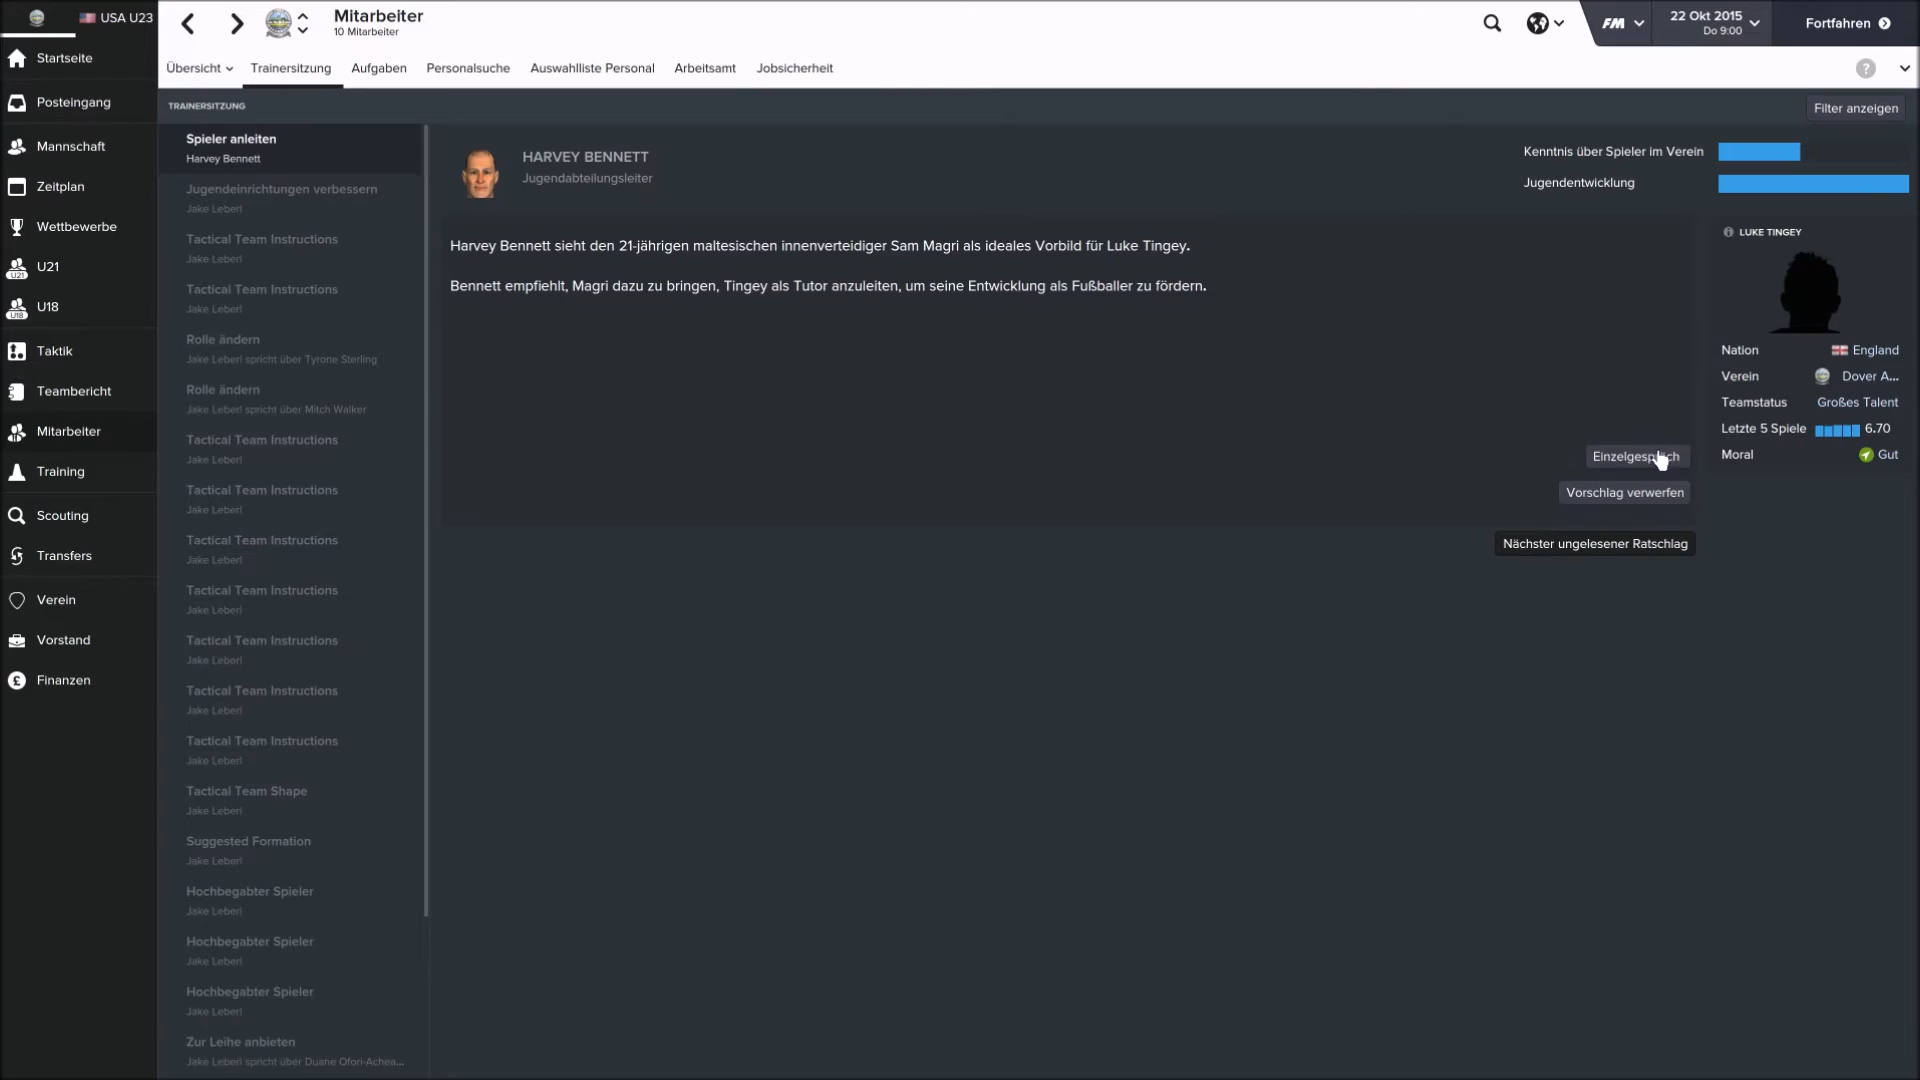 USA U23
Mitarbeiter
10 Mitarbeiter
FM
22 Okt 2015
Do 9:00
Fortfahren
Übersicht
Trainersitzung
Aufgaben
Personalsuche
Auswahlliste Personal
Arbeitsamt
Jobsicherheit
?
Startseite
Posteingang
Mannschaft
Zeitplan
Wettbewerbe
U21
U21
U18
U18
Taktik
Teambericht
Mitarbeiter
Training
Scouting
Transfers
Verein
Vorstand
Finanzen
TRAINERSITZUNG
Filter anzeigen
Spieler anleiten
Harvey Bennett
Jugendeinrichtungen verbessern
Jake Leberl
Tactical Team Instructions
Jake Leberl
Tactical Team Instructions
Jake Leberl
Rolle ändern
Jake Leberl spricht über Tyrone Sterling
Rolle ändern
Jake Leberl spricht über Mitch Walker
Tactical Team Instructions
Jake Leberl
Tactical Team Instructions
Jake Leberl
Tactical Team Instructions
Jake Leberl
Tactical Team Instructions
Jake Leberl
Tactical Team Instructions
Jake Leberl
Tactical Team Instructions
Jake Leberl
Tactical Team Instructions
Jake Leberl
Tactical Team Shape
Jake Leberl
Suggested Formation
Jake Leberl
Hochbegabter Spieler
Jake Leberl
Hochbegabter Spieler
Jake Leberl
Hochbegabter Spieler
Jake Leberl
Zur Leihe anbieten
Jake Leberl spricht über Duane Ofori-Achea...
HARVEY BENNETT
Jugendabteilungsleiter
Kenntnis über Spieler im Verein
Jugendentwicklung
Harvey Bennett sieht den 21-jährigen maltesischen innenverteidiger Sam Magri als ideales Vorbild für Luke Tingey.
Bennett empfiehlt, Magri dazu zu bringen, Tingey als Tutor anzuleiten, um seine Entwicklung als Fußballer zu fördern.
Einzelgespräch
Vorschlag verwerfen
Nächster ungelesener Ratschlag
LUKE TINGEY
Nation England
Verein Dover A...
Teamstatus Großes Talent
Letzte 5 Spiele 6.70
Moral Gut